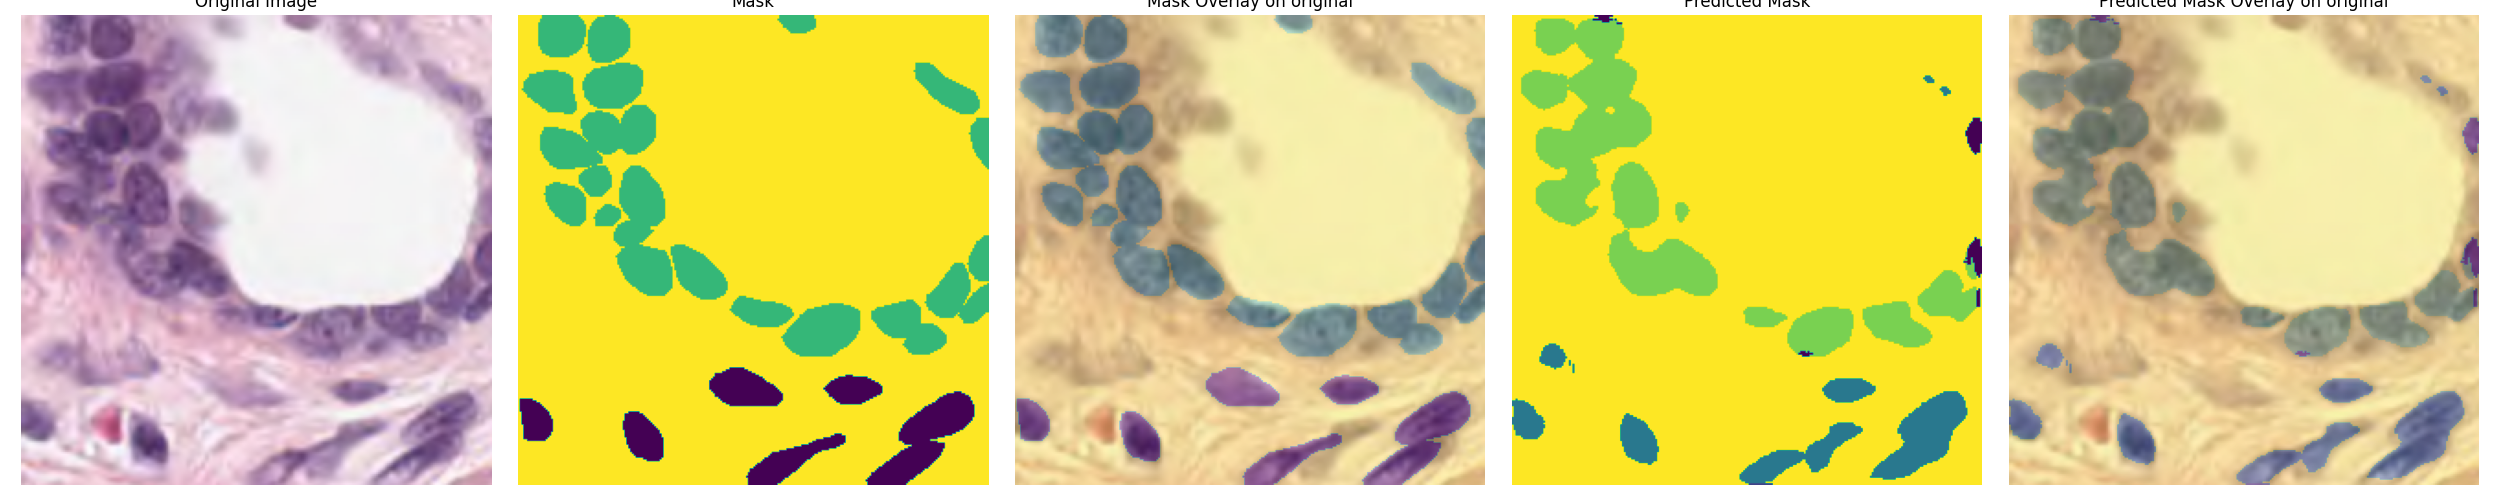 Original Image
Mask
Mask Overlay on original
Predicted Mask
Predicted Mask Overlay on original